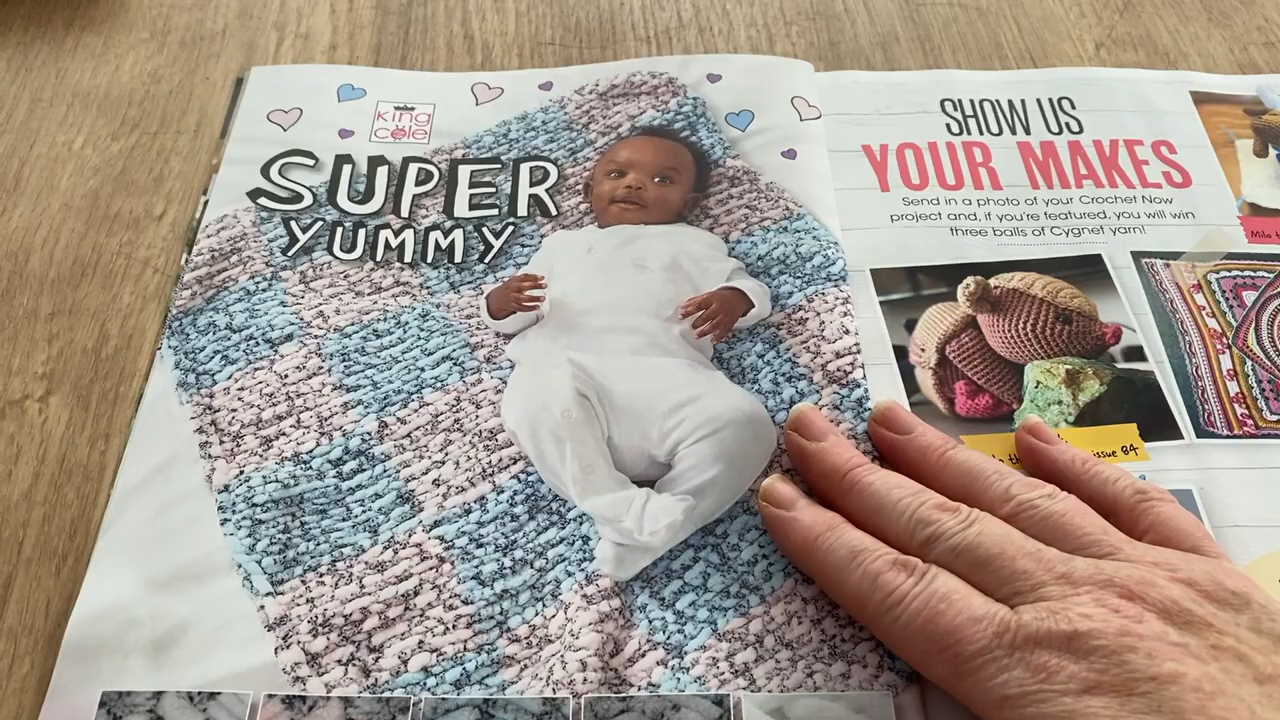 King
Cole
SUPER
YUMMY
SHOW US
YOUR MAKES
Send in a photo of your Crochet Now
project and, if you're featured, you will win
three balls of Cygnet yarn!
Milo
issue 84